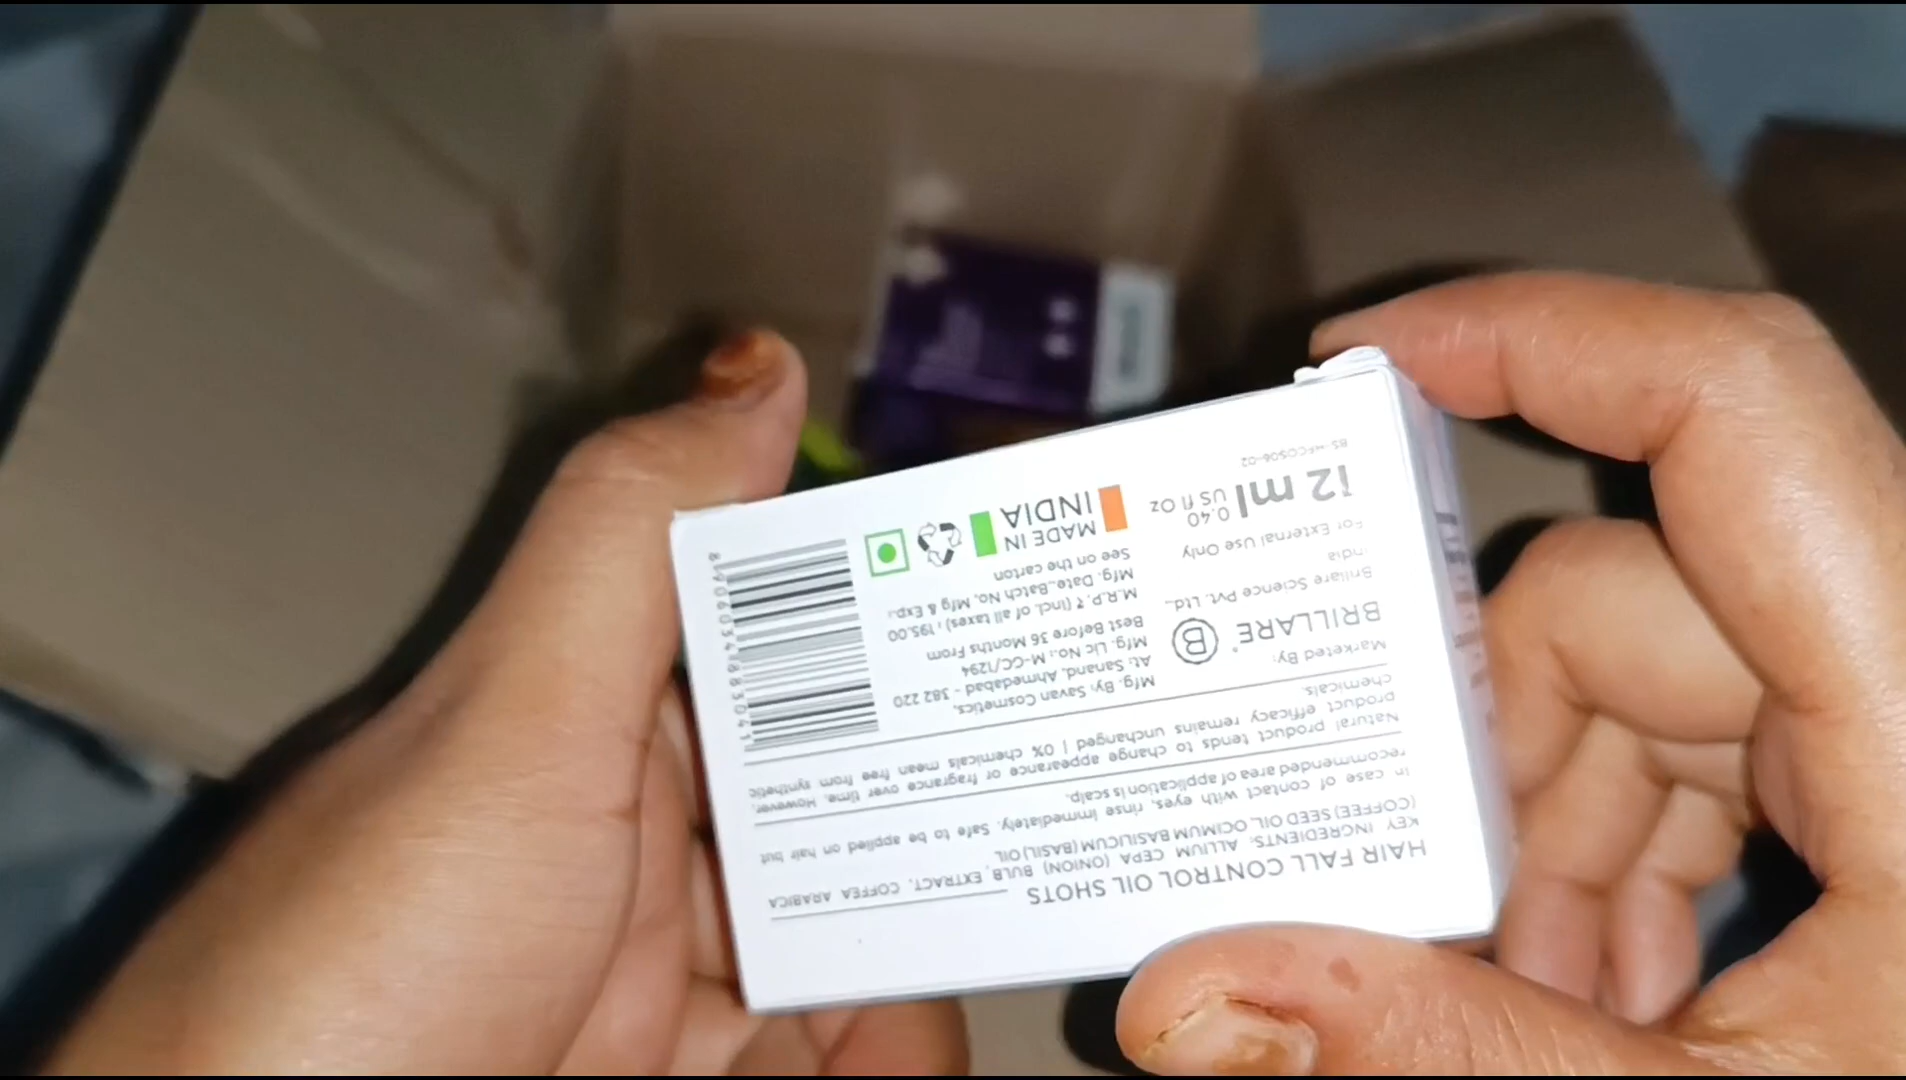 HAIR FALL CONTROL OIL SHOTS
KEY INGREDIENTS: ALLIUM CEPA (ONION) BULB EXTRACT, COFFEA ARABICA
(COFFEE) SEED OIL OCIMUM BASILICUM (BASIL) OIL
In case of contact with eyes, rinse immediately. Safe to be applied on hair but
recommended area of application is scalp.
Natural product tends to change appearance or fragrance over time. However,
product efficacy remains unchanged | 0% chemicals mean free from synthetic
chemicals.
Marketed By:
BRILLARE
B
Brillare Science Pvt. Ltd.,
India
For External Use Only
12 ml
0.40
US fl Oz
Mfg. By: Savan Cosmetics,
At: Sanand, Ahmedabad - 382 220
Mfg. Lic No.: M-GC/1294
Best Before 36 Months From
M.R.P. ₹ (Incl. of all taxes) : 195.00
Mfg. Date Batch No, Mfg & Exp.:
See on the carton
MADE IN
INDIA